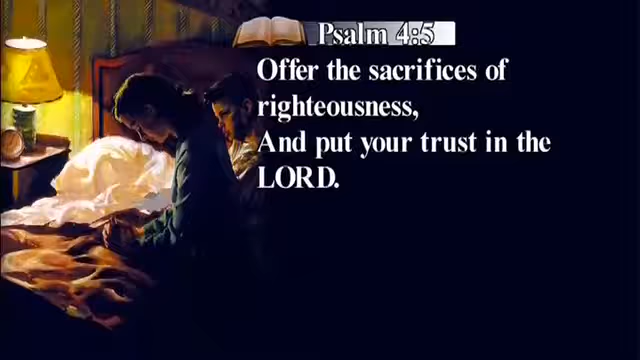 Psalm 4:5
Offer the sacrifices of
righteousness,
And put your trust in the
LORD.